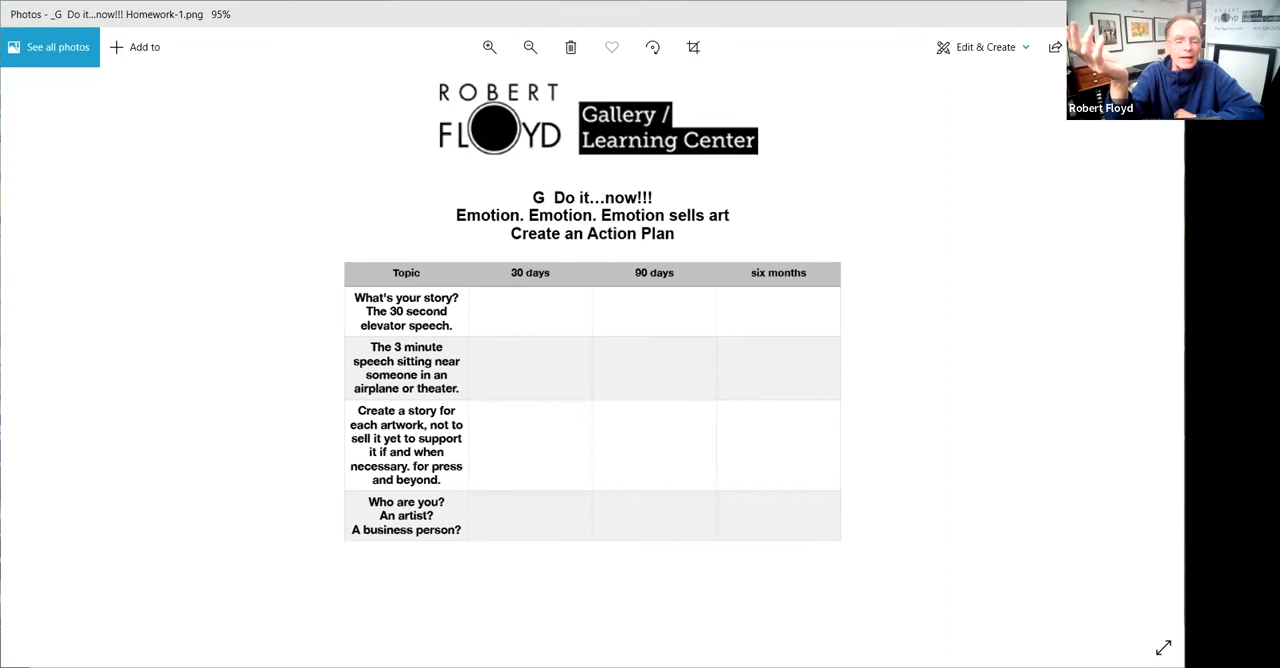 Photos - _G  Do it...now!!! Homework-1.png  95%
See all photos
Add to
Edit & Create
Robert Floyd
ROBERT
FLOYD
Gallery /
Learning Center
G  Do it...now!!!
Emotion. Emotion. Emotion sells art
Create an Action Plan
Topic 30 days 90 days six months
What's your story?
The 30 second
elevator speech.
The 3 minute
speech sitting near
someone in an
airplane or theater.
Create a story for
each artwork, not to
sell it yet to support
it if and when
necessary. for press
and beyond.
Who are you?
An artist?
A business person?